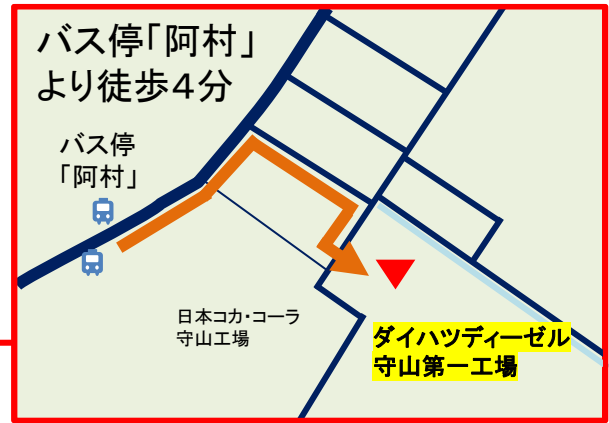 バス停「阿村」
より徒歩4分
バス停
「阿村」
日本コカ・コーラ
守山工場
ダイハツディーゼル
守山第一工場